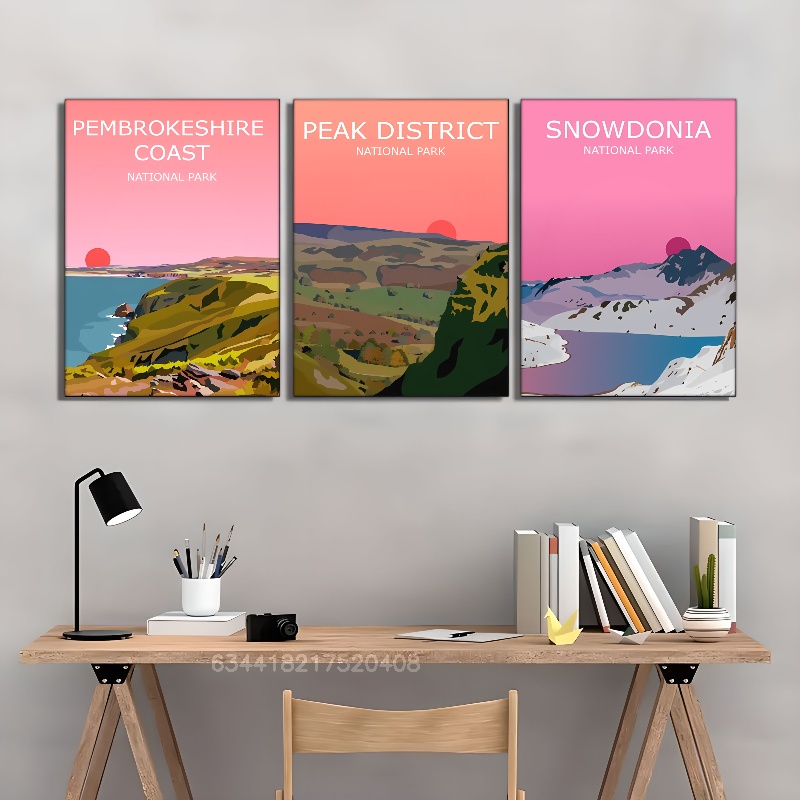 PEMBROKESHIRE
COAST
NATIONAL PARK
PEAK DISTRICT
NATIONAL PARK
SNOWDONIA
NATIONAL PARK
634418217520408